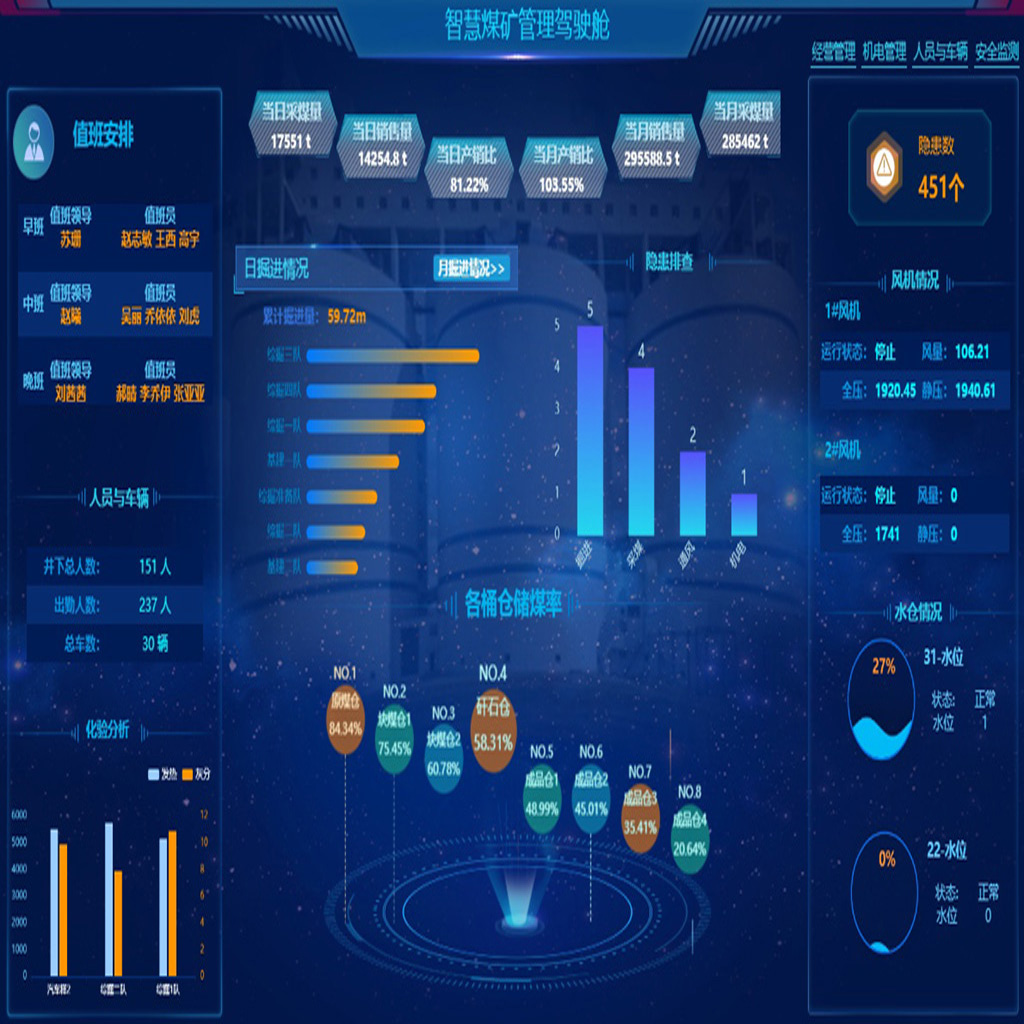 智慧煤矿管理驾驶舱
经营管理 机电管理 人员与车辆 安全监测
值班安排
早班
值班领导 值班员
苏珊 赵志敏 王西 高宇
中班
值班领导 值班员
赵曦 吴丽 乔依依 刘虎
晚班
值班领导 值班员
刘茜茜 郝晴 李乔伊 张亚亚
人员与车辆
井下总人数: 151 人
出勤人数: 237 人
总车数: 30 辆
化验分析
发热 灰分
6000
5000
4000
3000
2000
1000
0
12
10
8
6
4
2
0
综掘二队 综掘1队
当日采煤量
17551 t
当日销售量
14254.8 t
当日产销比
81.22%
当月产销比
103.55%
当月销售量
295588.5 t
当月采煤量
285462 t
日掘进情况
月掘进情况>>
累计掘进量: 59.72m
综掘三队
综掘四队
综掘一队
基建一队
综掘准备队
综掘二队
基建二队
隐患排查
5
4
3
2
1
0
5
4
2
1
掘进 采煤 通风 机电
各桶仓储煤率
NO.1
原煤仓
84.34%
NO.2
块煤仓1
75.45%
NO.3
块煤仓2
60.78%
NO.4
矸石仓
58.31%
NO.5
成品仓1
48.99%
NO.6
成品仓2
45.01%
NO.7
成品仓3
35.41%
NO.8
成品仓4
20.64%
隐患数
451个
风机情况
1#风机
运行状态: 停止 风量: 106.21
全压: 1920.45 静压: 1940.61
2#风机
运行状态: 停止 风量: 0
全压: 1741 静压: 0
水仓情况
27%
31-水位
状态: 正常
水位 1
0%
22-水位
状态: 正常
水位 0